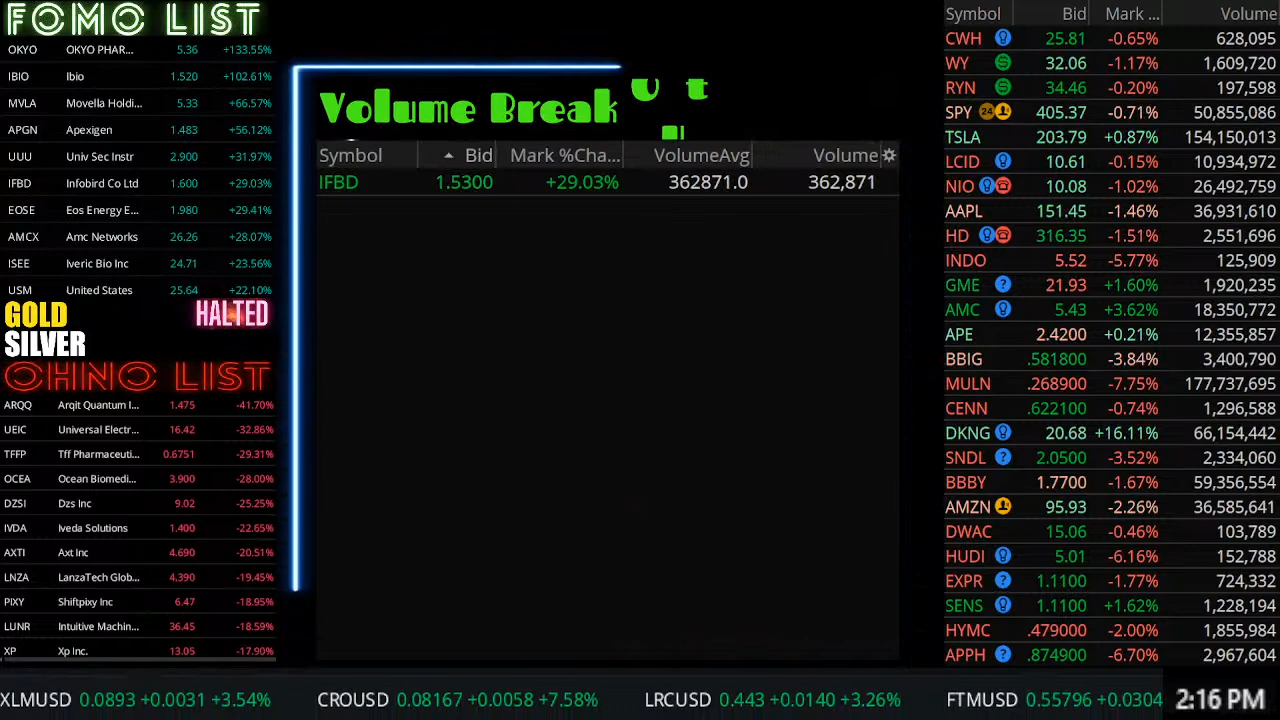 FOMO LIST
OKYO OKYO PHAR... 5.36 +133.55%
IBIO Ibio 1.520 +102.61%
MVLA Movella Holdi... 5.33 +66.57%
APGN Apexigen 1.483 +56.12%
UUU Univ Sec Instr 2.900 +31.97%
IFBD Infobird Co Ltd 1.600 +29.03%
EOSE Eos Energy E... 1.980 +29.41%
AMCX Amc Networks 26.26 +28.07%
ISEE Iveric Bio Inc 24.71 +23.56%
USM United States 25.64 +22.10%
GOLD HALTED
SILVER
OHNO LIST
ARQQ Arqit Quantum I... 1.475 -41.70%
UEIC Universal Electr... 16.42 -32.86%
TFFP Tff Pharmaceuti... 0.6751 -29.31%
OCEA Ocean Biomedi... 3.900 -28.00%
DZSI Dzs Inc 9.02 -25.25%
IVDA Iveda Solutions 1.400 -22.65%
AXTI Axt Inc 4.690 -20.51%
LNZA LanzaTech Glob... 4.390 -19.45%
PIXY Shiftpixy Inc 6.47 -18.95%
LUNR Intuitive Machin... 36.45 -18.59%
XP Xp Inc. 13.05 -17.90%
Volume Break
Symbol Bid Mark %Cha... VolumeAvg Volume
IFBD 1.5300 +29.03% 362871.0 362,871
Symbol Bid Mark ... Volume
CWH 25.81 -0.65% 628,095
WY 32.06 -1.17% 1,609,720
RYN 34.46 -0.20% 197,598
SPY 24 405.37 -0.71% 50,855,086
TSLA 203.79 +0.87% 154,150,013
LCID 10.61 -0.15% 10,934,972
NIO 10.08 -1.02% 26,492,759
AAPL 151.45 -1.46% 36,931,610
HD 316.35 -1.51% 2,551,696
INDO 5.52 -5.77% 125,909
GME ? 21.93 +1.60% 1,920,235
AMC 5.43 +3.62% 18,350,772
APE 2.4200 +0.21% 12,355,857
BBIG .581800 -3.84% 3,400,790
MULN .268900 -7.75% 177,737,695
CENN .622100 -0.74% 1,296,588
DKNG 20.68 +16.11% 66,154,442
SNDL ? 2.0500 -3.52% 2,334,060
BBBY 1.7700 -1.67% 59,356,554
AMZN 95.93 -2.26% 36,585,641
DWAC 15.06 -0.46% 103,789
HUDI 5.01 -6.16% 152,788
EXPR ? 1.1100 -1.77% 724,332
SENS 1.1100 +1.62% 1,228,194
HYMC .479000 -2.00% 1,855,984
APPH ? .874900 -6.70% 2,967,604
XLMUSD 0.0893 +0.0031 +3.54% CROUSD 0.08167 +0.0058 +7.58% LRCUSD 0.443 +0.0140 +3.26% FTMUSD 0.55796 +0.0304 2:16 PM